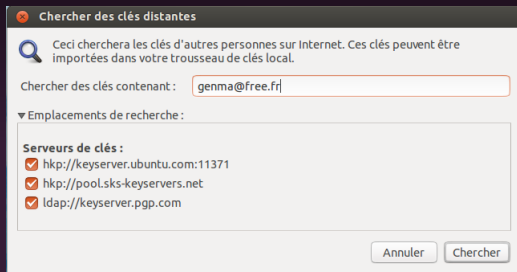 Chercher des clés distantes
Ceci cherchera les clés d'autres personnes sur Internet. Ces clés peuvent être
importées dans votre trousseau de clés local.
Chercher des clés contenant :
genma@free.fr
Emplacements de recherche :
Serveurs de clé :
hkp://keyserver.ubuntu.com:11371
hkp://pool.sks-keyservers.net
ldap://keyserver.pgp.com
Annuler
Chercher